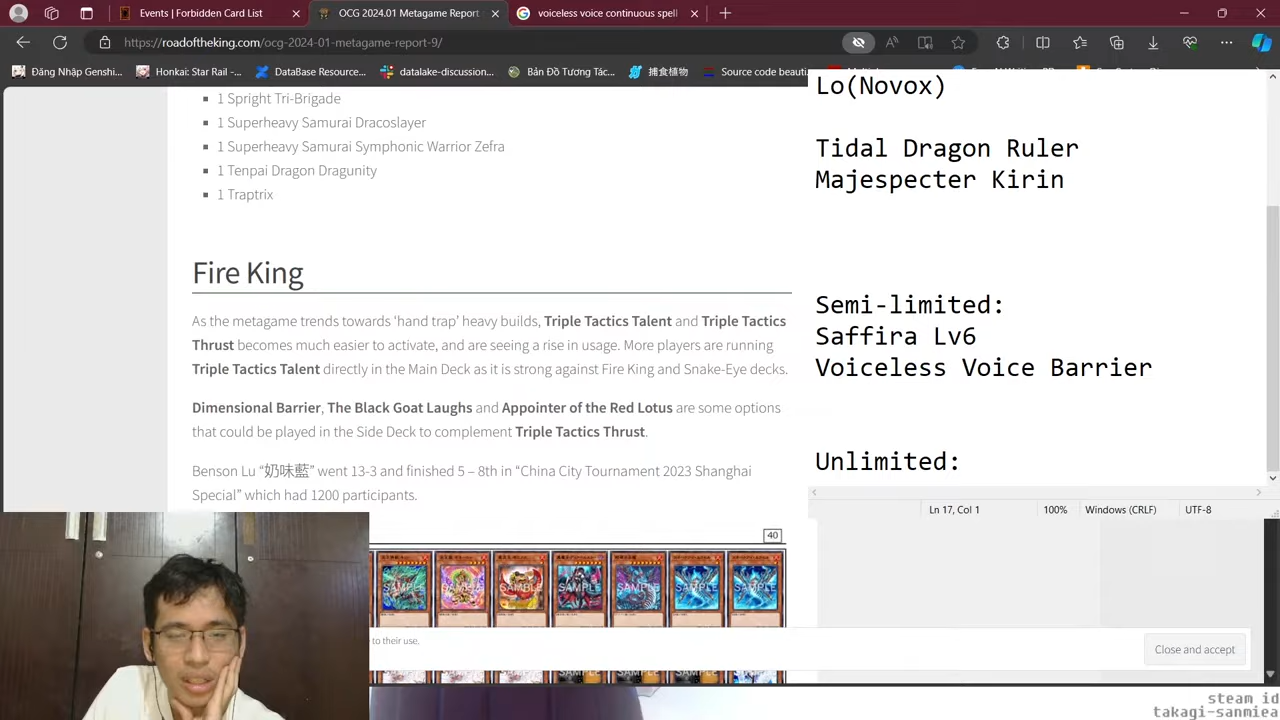 Events | Forbidden Card List
OCG 2024.01 Metagame Report
voiceless voice continuous spell
https://roadoftheking.com/ocg-2024-01-metagame-report-9/
Đăng Nhập Genshi...
Honkai: Star Rail -...
DataBase Resource...
datalake-discussion...
Bản Đồ Tương Tác...
捕食植物
Source code beauti...
1 Spright Tri-Brigade
1 Superheavy Samurai Dracoslayer
1 Superheavy Samurai Symphonic Warrior Zefra
1 Tenpai Dragon Dragunity
1 Traptrix
Fire King
As the metagame trends towards ‘hand trap’ heavy builds, Triple Tactics Talent and Triple Tactics
Thrust becomes much easier to activate, and are seeing a rise in usage. More players are running
Triple Tactics Talent directly in the Main Deck as it is strong against Fire King and Snake-Eye decks.
Dimensional Barrier, The Black Goat Laughs and Appointer of the Red Lotus are some options
that could be played in the Side Deck to complement Triple Tactics Thrust.
Benson Lu “奶味藍” went 13-3 and finished 5 – 8th in “China City Tournament 2023 Shanghai
Special” which had 1200 participants.
40
SAMPLE SAMPLE SAMPLE SAMPLE SAMPLE SAMPLE SAMPLE
to their use.
Close and accept
Lo(Novox)
Tidal Dragon Ruler
Majespecter Kirin
Semi-limited:
Saffira Lv6
Voiceless Voice Barrier
Unlimited:
Ln 17, Col 1
100%
Windows (CRLF)
UTF-8
steam id
takagi-sanmiea